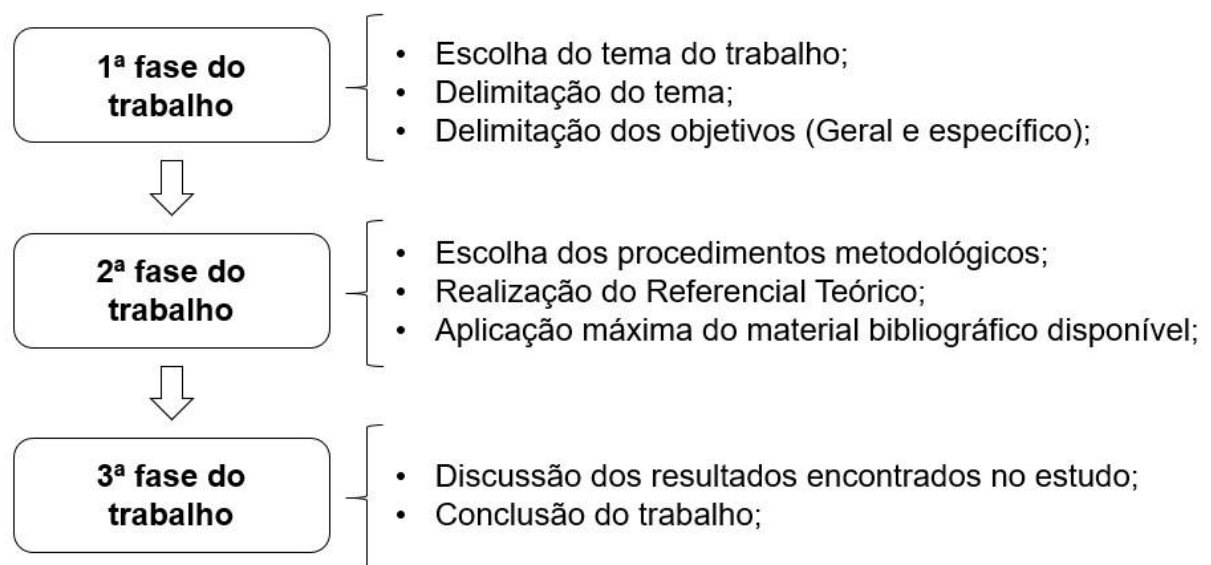 1ª fase do
trabalho
• Escolha do tema do trabalho;
• Delimitação do tema;
• Delimitação dos objetivos (Geral e específico);
2ª fase do
trabalho
• Escolha dos procedimentos metodológicos;
• Realização do Referencial Teórico;
• Aplicação máxima do material bibliográfico disponível;
3ª fase do
trabalho
• Discussão dos resultados encontrados no estudo;
• Conclusão do trabalho;